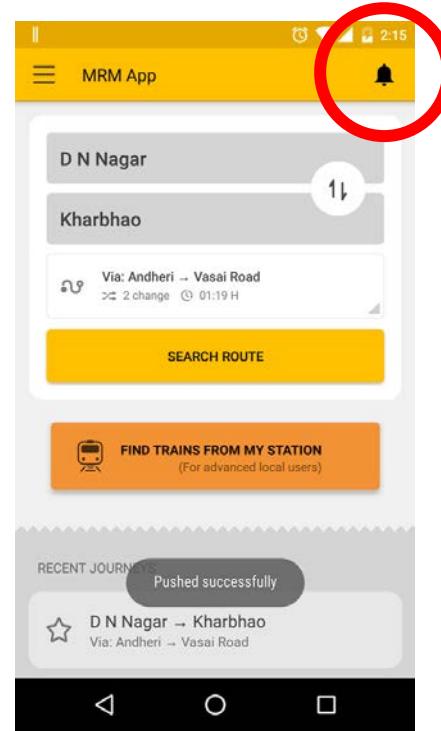 2:15
MRM App
D N Nagar
Kharbhao
Via: Andheri → Vasai Road
2 change 01:19 H
SEARCH ROUTE
FIND TRAINS FROM MY STATION
(For advanced local users)
RECENT JOURNEYS
Pushed successfully
D N Nagar → Kharbhao
Via: Andheri → Vasai Road